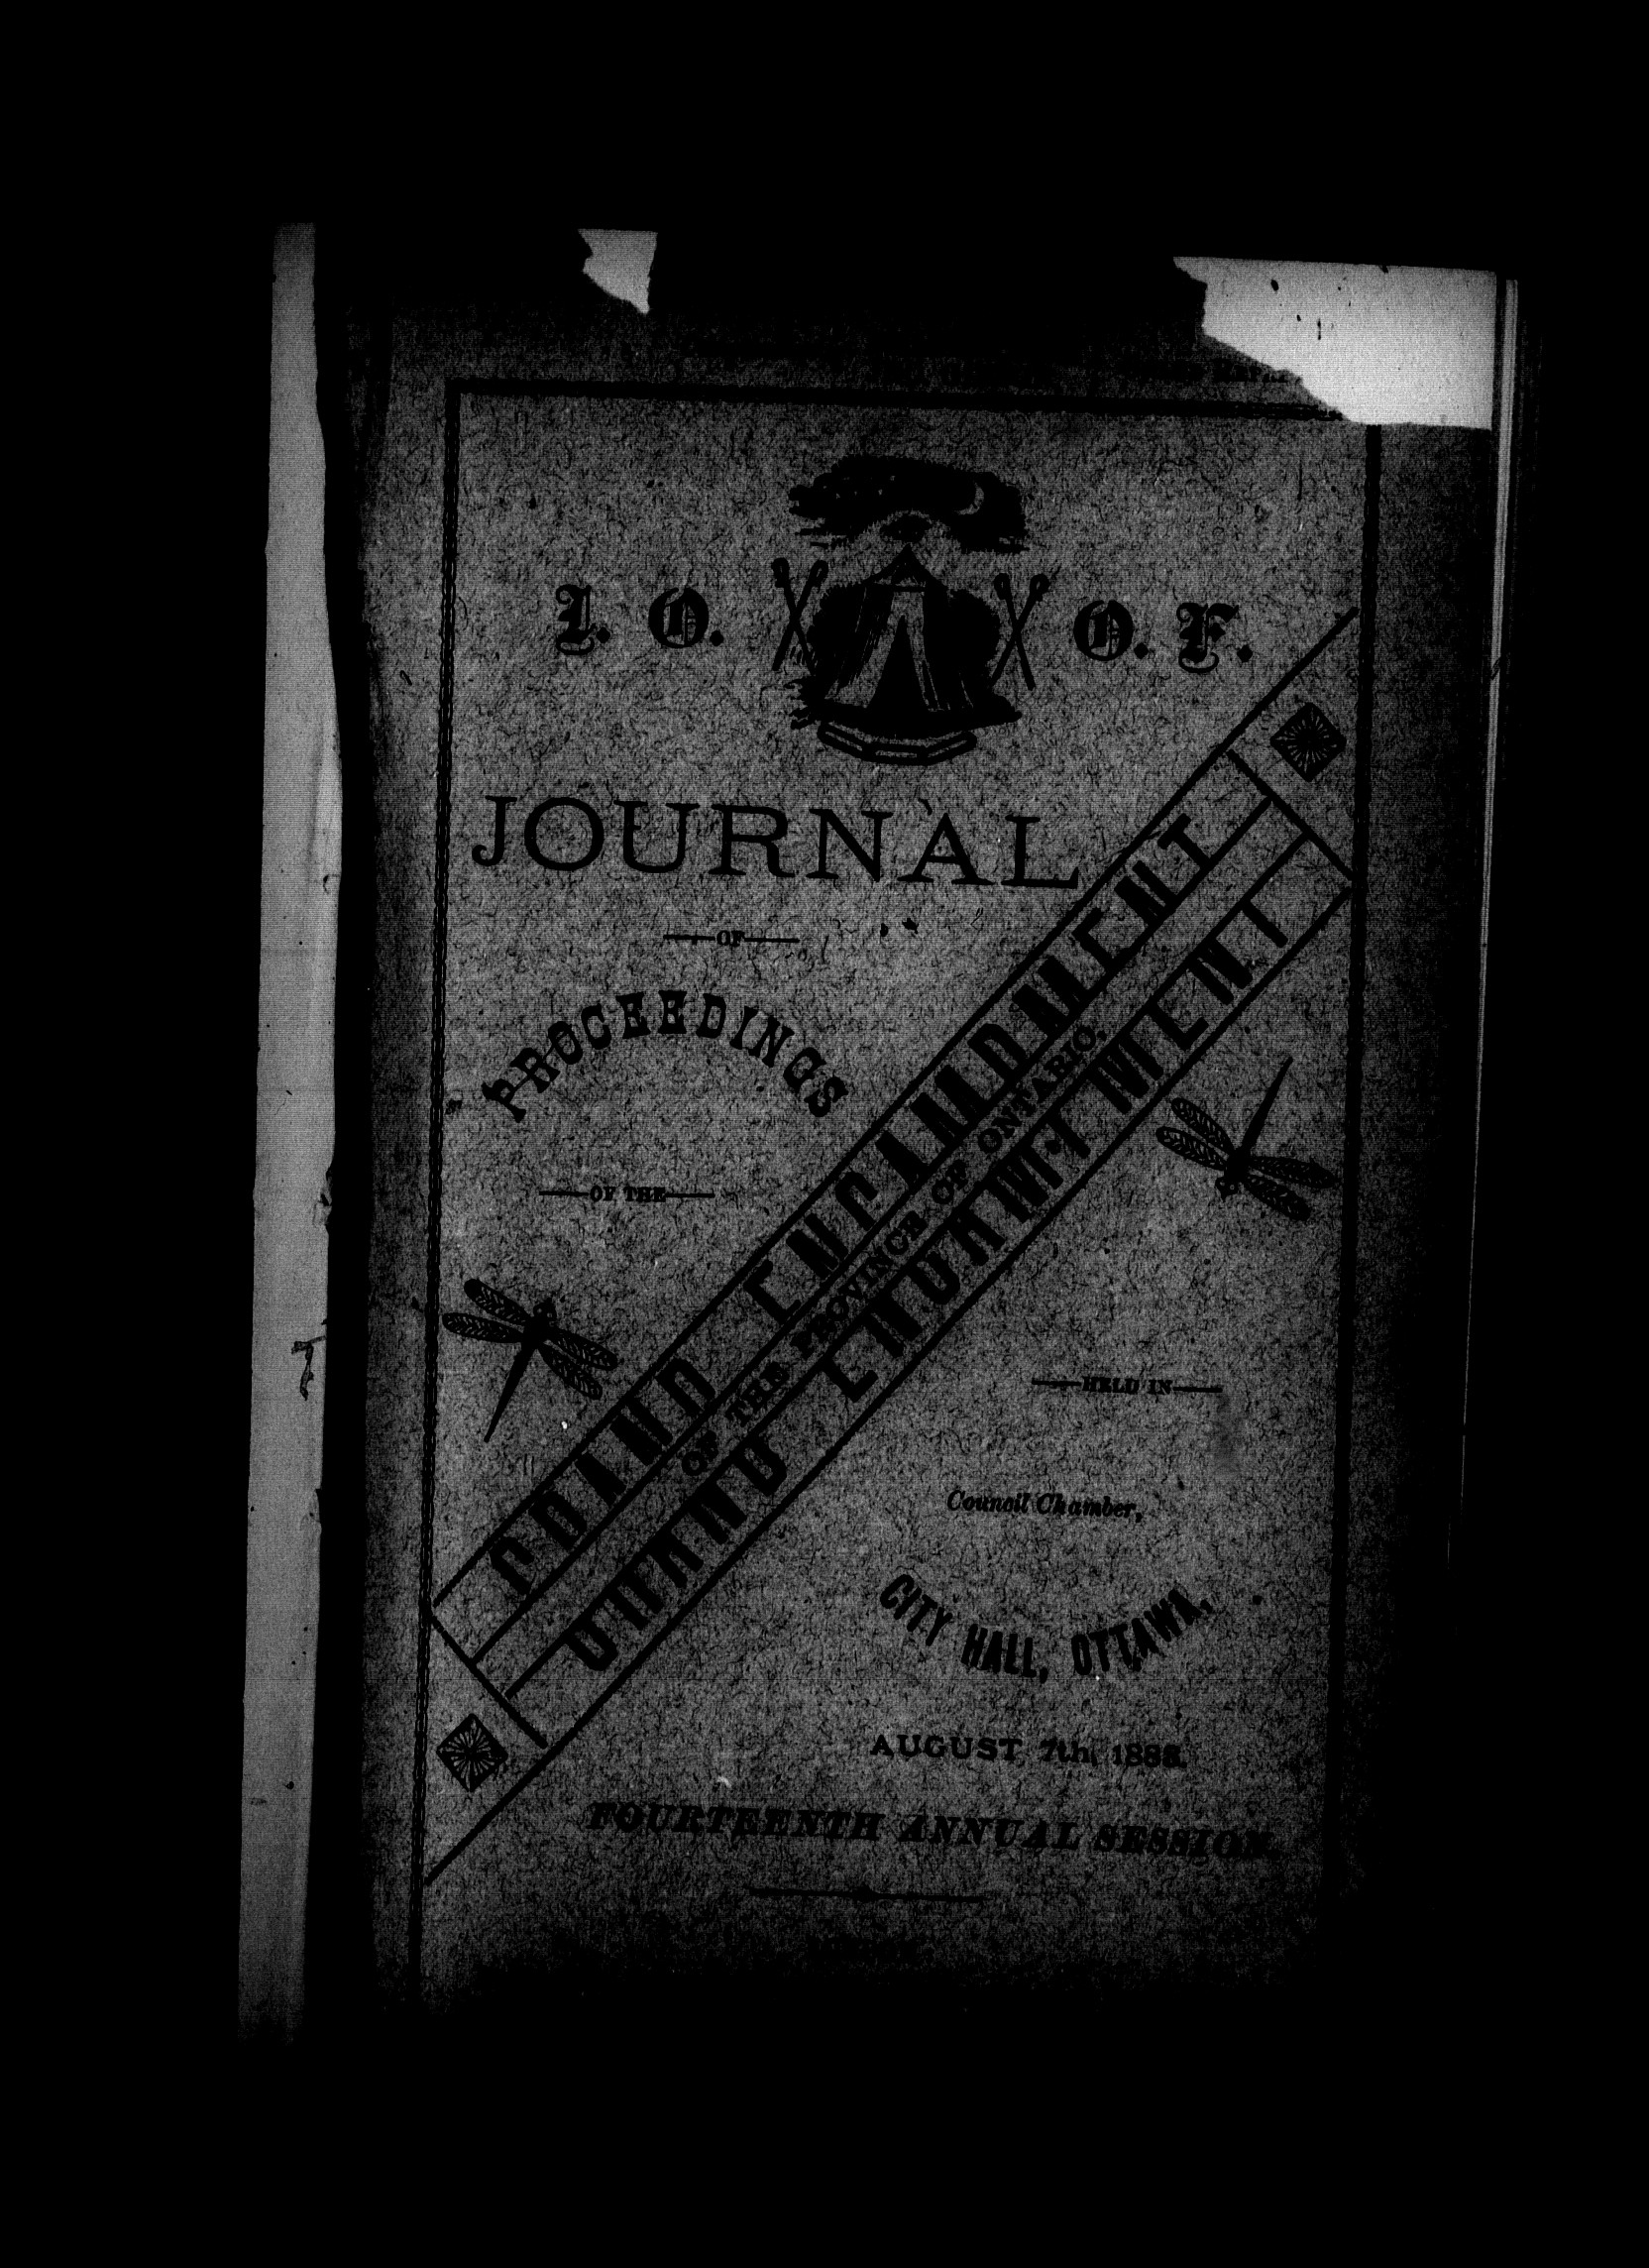 I. O. O. F.
JOURNAL
OF
PROCEEDINGS
OF THE
GRAND ENCAMPMENT
OF THE PROVINCE OF ONTARIO.
HELD IN
Council Chamber,
CITY HALL, OTTAWA,
AUGUST 7th, 1883.
FOURTEENTH ANNUAL SESSION.